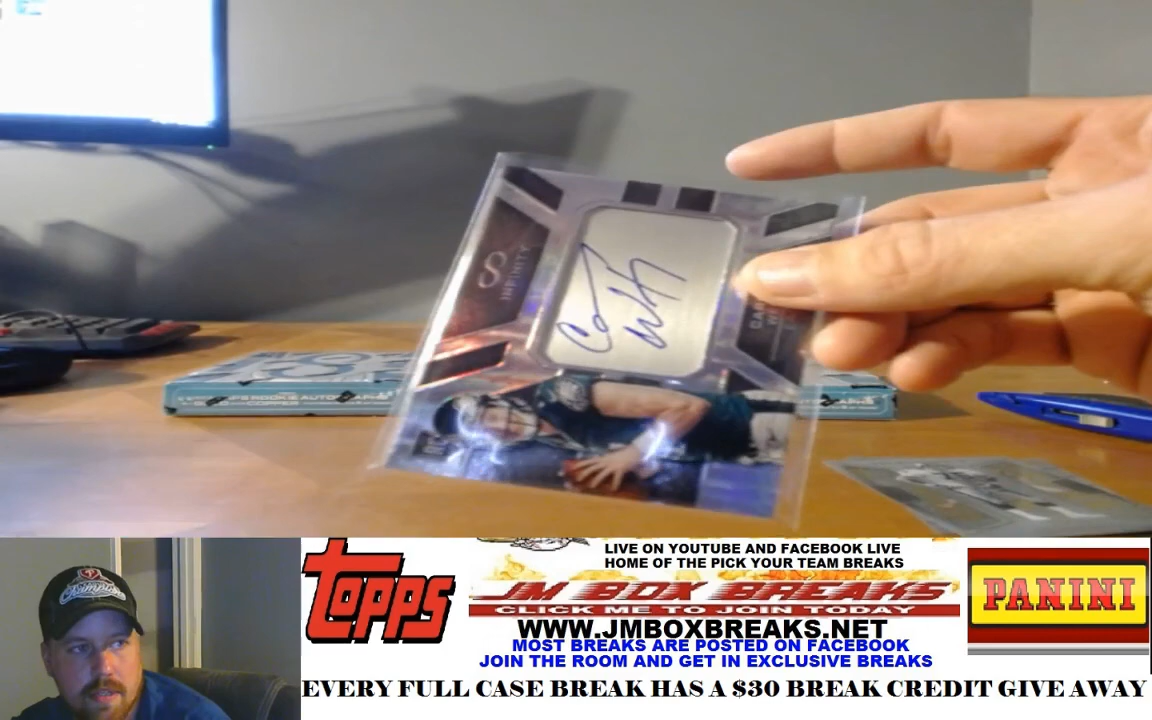 INFINITY
TOPPS
LIVE ON YOUTUBE AND FACEBOOK LIVE
HOME OF THE PICK YOUR TEAM BREAKS
JM BOX BREAKS
CLICK ME TO JOIN TODAY
WWW.JMBOXBREAKS.NET
MOST BREAKS ARE POSTED ON FACEBOOK
JOIN THE ROOM AND GET IN EXCLUSIVE BREAKS
PANINI
EVERY FULL CASE BREAK HAS A $30 BREAK CREDIT GIVE AWAY